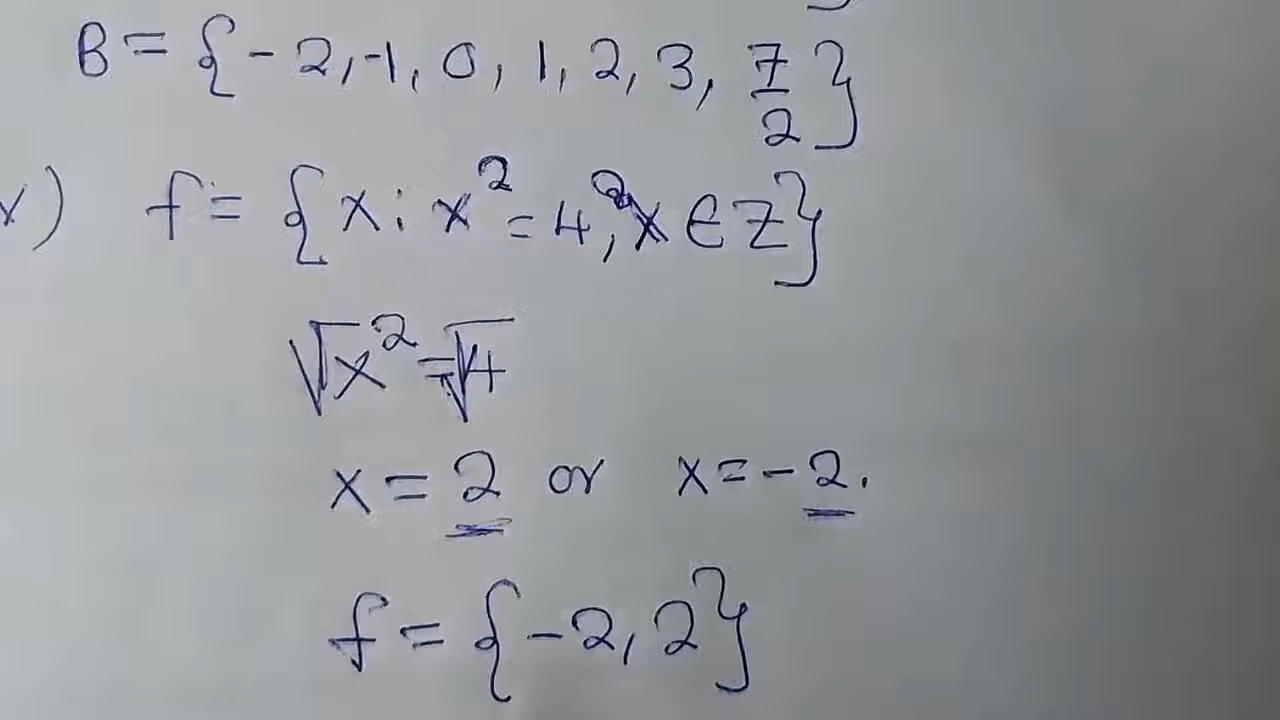 B = {-2, -1, 0, 1, 2, 3, 7/2}
v) f = {x : x² = 4, x ∈ Z}
√x² = √4
x = 2 or x = -2.
f = {-2, 2}